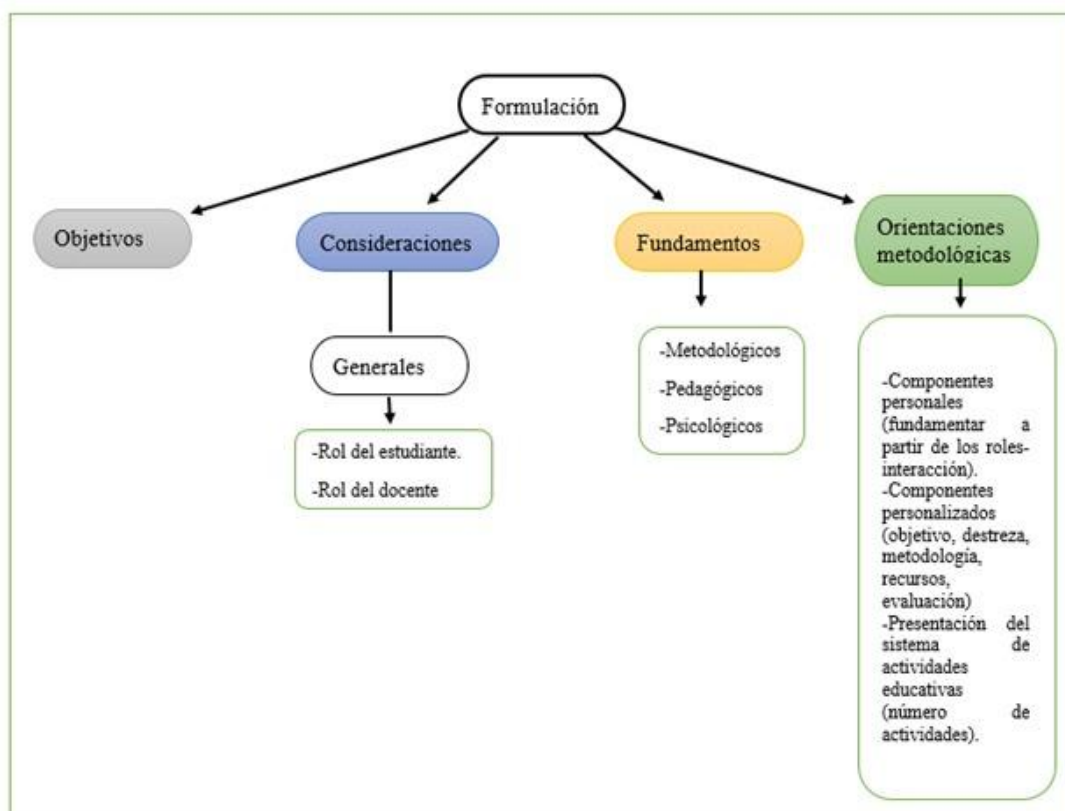 Formulación
Objetivos
Consideraciones
Fundamentos
Orientaciones
metodológicas
Generales
-Rol del estudiante.
-Rol del docente
-Metodológicos
-Pedagógicos
-Psicológicos
-Componentes
personales
(fundamentar a
partir de los roles-
interacción).
-Componentes
personalizados
(objetivo, destreza,
metodología,
recursos,
evaluación)
-Presentación del
sistema de
actividades
educativas
(número de
actividades).